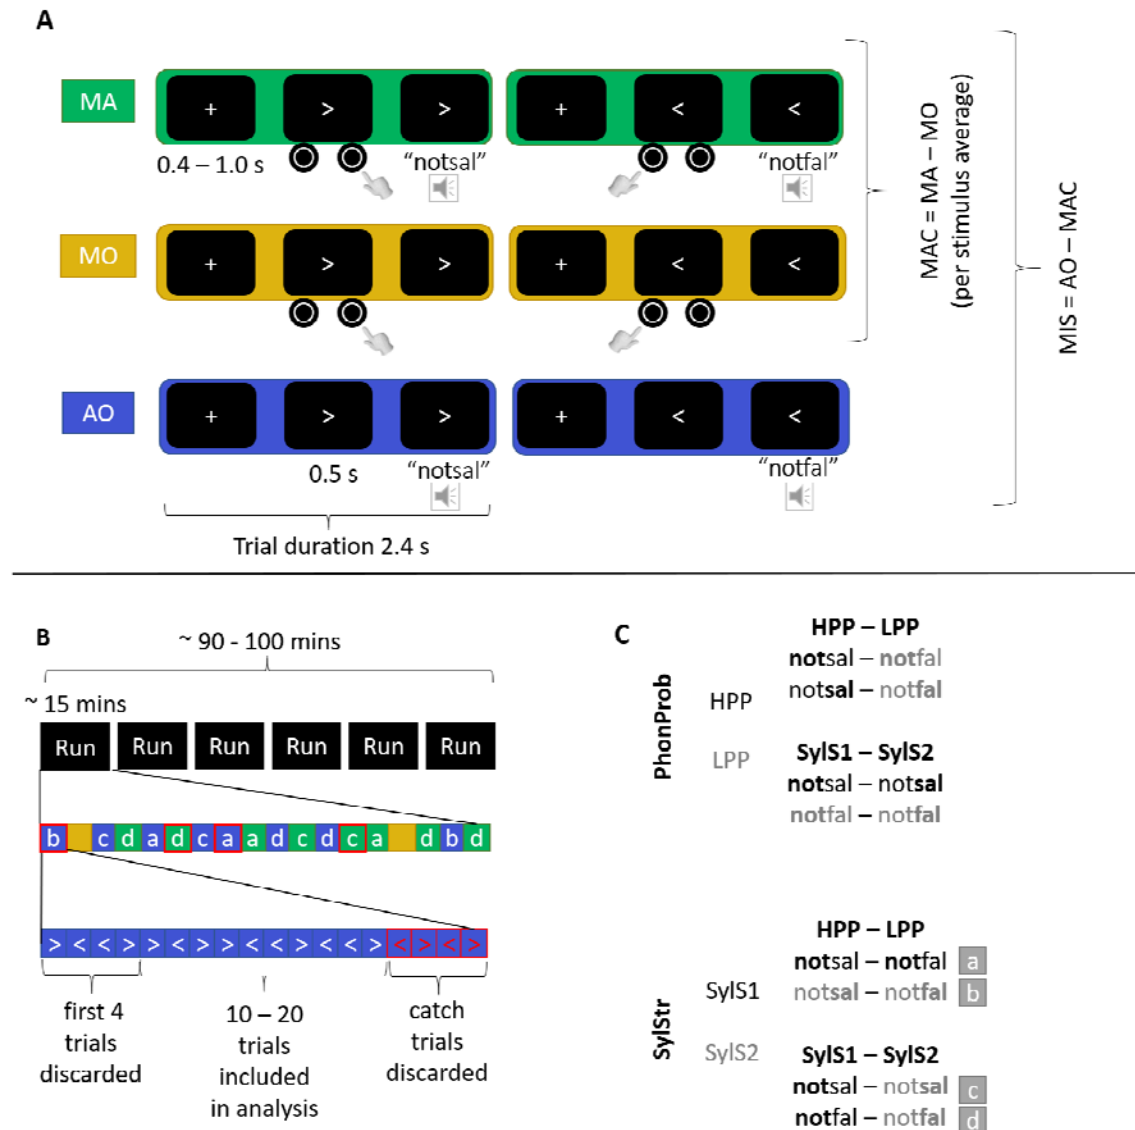 A
MA
+ > > + < <
0.4 – 1.0 s
"notsal"
"notfal"
MO
+ > > + < <
AO
+ > > + < <
0.5 s
"notsal"
"notfal"
Trial duration 2.4 s
MAC = MA – MO
(per stimulus average)
MIS = AO – MAC
B
~ 90 - 100 mins
~ 15 mins
Run Run Run Run Run Run
b c d a d c a a d c d c a d b d
> < < > > < > > < < > < < > < > < >
first 4
trials
discarded
10 – 20
trials
included
in analysis
catch
trials
discarded
C
PhonProb
HPP
LPP
HPP – LPP
notsal – notfal
notsal – notfal
SylS1 – SylS2
notsal – notsal
notfal – notfal
SylStr
SylS1
SylS2
HPP – LPP
notsal – notfal a
notsal – notfal b
SylS1 – SylS2
notsal – notsal c
notfal – notfal d